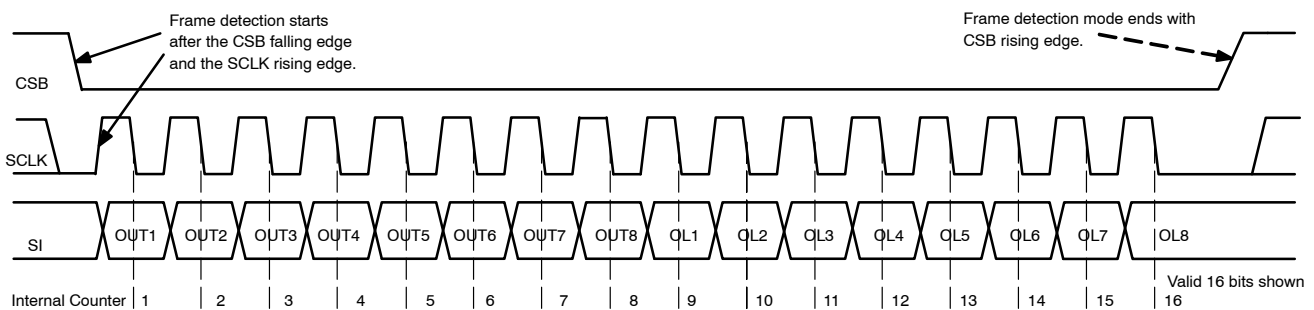 Frame detection starts
after the CSB falling edge
and the SCLK rising edge.
Frame detection mode ends with
CSB rising edge.
CSB
SCLK
SI
OUT1 OUT2 OUT3 OUT4 OUT5 OUT6 OUT7 OUT8 OL1 OL2 OL3 OL4 OL5 OL6 OL7 OL8
Valid 16 bits shown
Internal Counter 1 2 3 4 5 6 7 8 9 10 11 12 13 14 15 16